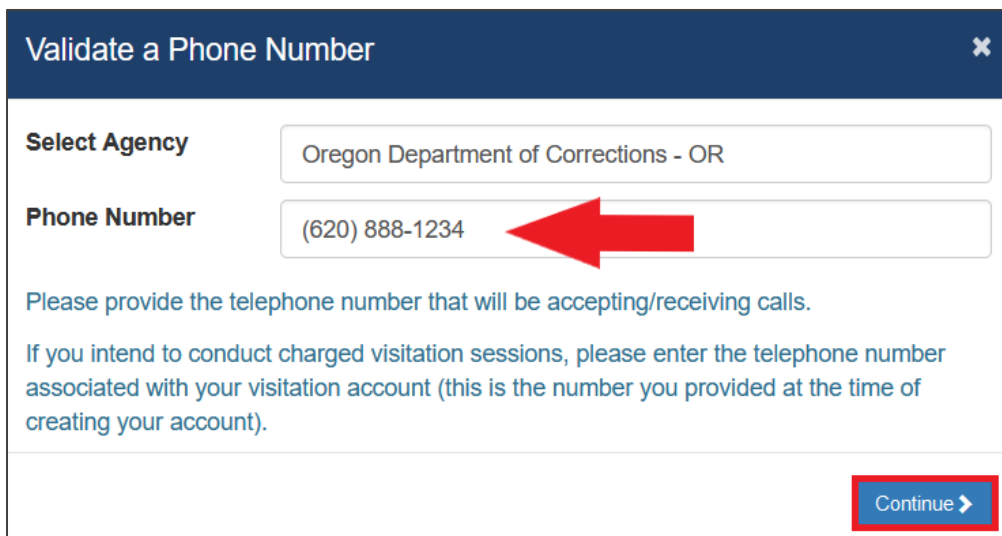 Validate a Phone Number ✖
Select Agency
Oregon Department of Corrections - OR
Phone Number
(620) 888-1234
Please provide the telephone number that will be accepting/receiving calls.
If you intend to conduct charged visitation sessions, please enter the telephone number
associated with your visitation account (this is the number you provided at the time of
creating your account).
Continue